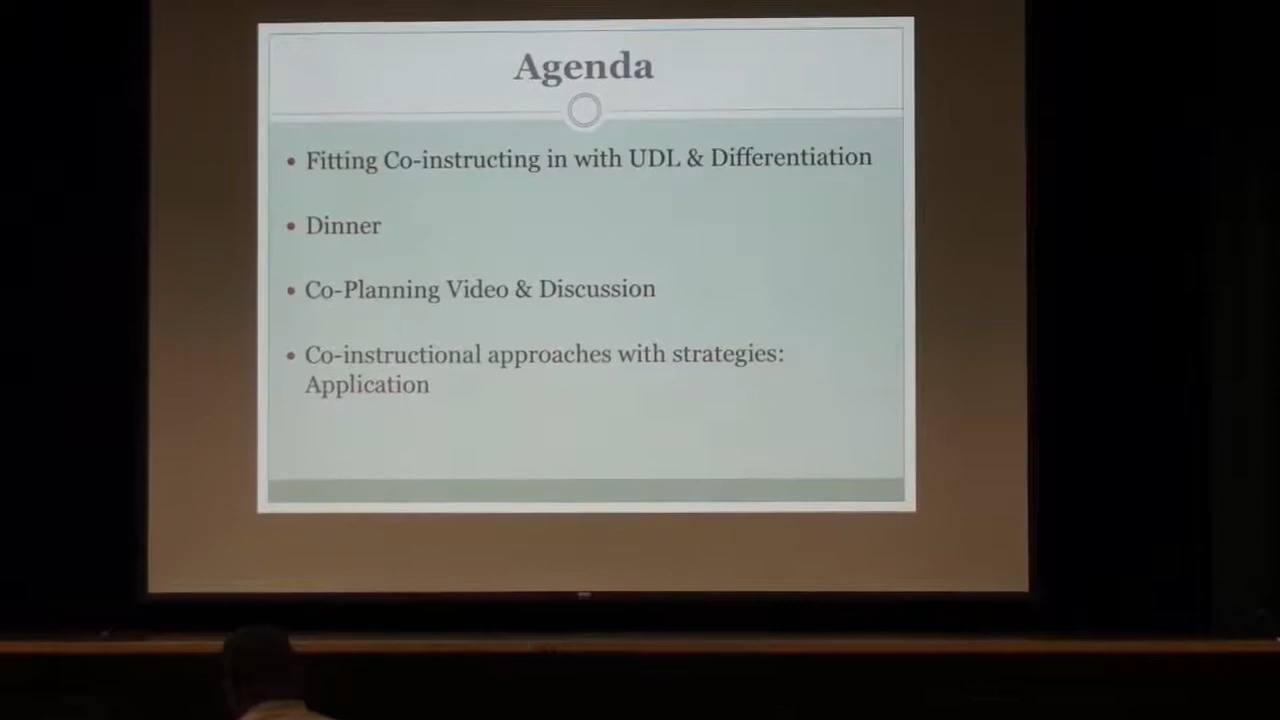 Agenda
• Fitting Co-instructing in with UDL & Differentiation
• Dinner
• Co-Planning Video & Discussion
• Co-instructional approaches with strategies:
Application